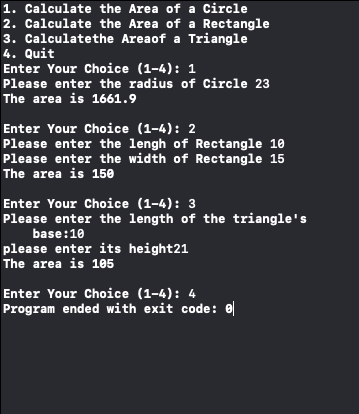 1. Calculate the Area of a Circle
2. Calculate the Area of a Rectangle
3. Calculatethe Areaof a Triangle
4. Quit
Enter Your Choice (1-4): 1
Please enter the radius of Circle 23
The area is 1661.9

Enter Your Choice (1-4): 2
Please enter the lengh of Rectangle 10
Please enter the width of Rectangle 15
The area is 150

Enter Your Choice (1-4): 3
Please enter the length of the triangle's
    base:10
please enter its height21
The area is 105

Enter Your Choice (1-4): 4
Program ended with exit code: 0